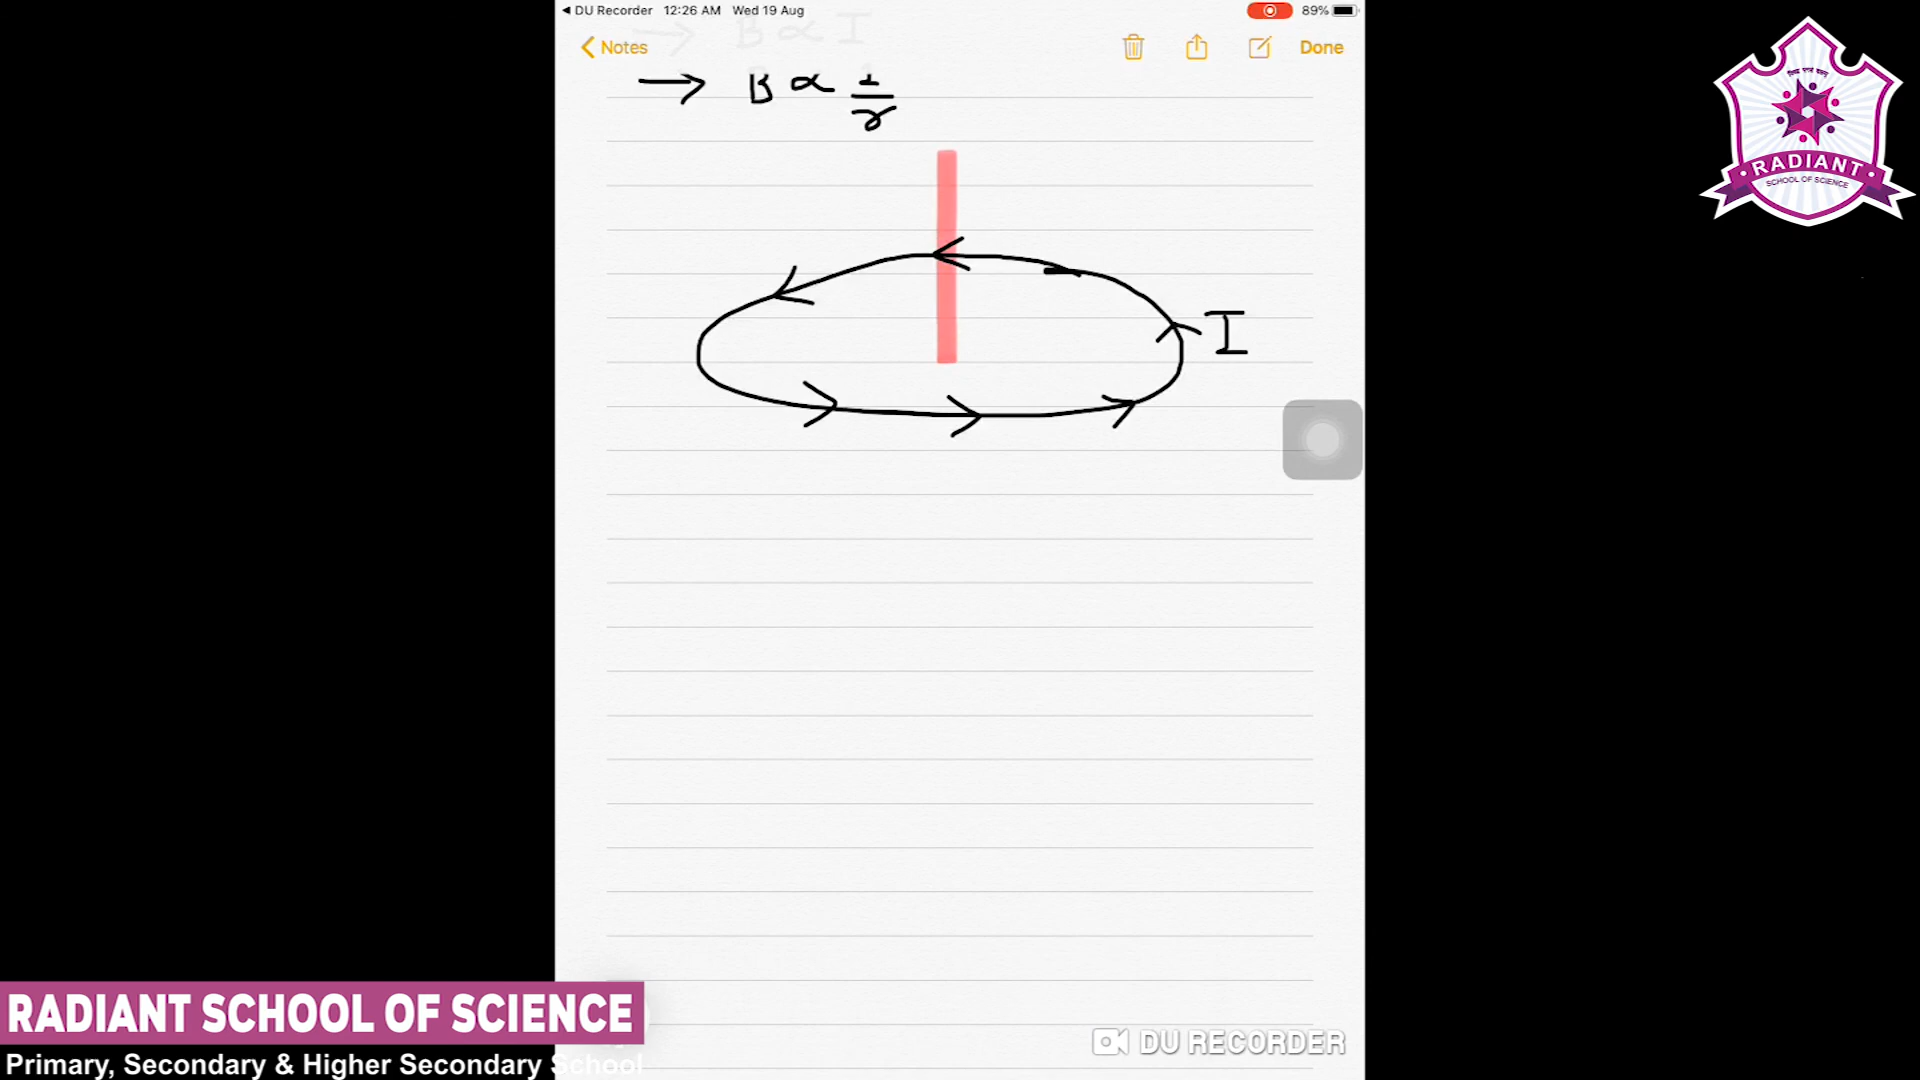 DU Recorder 12:26 AM Wed 19 Aug 89%
→ B ∝ I
Notes Done
→ B ∝ 1/r
I
RADIANT
SCHOOL OF SCIENCE
RADIANT SCHOOL OF SCIENCE
Primary, Secondary & Higher Secondary School
DU RECORDER